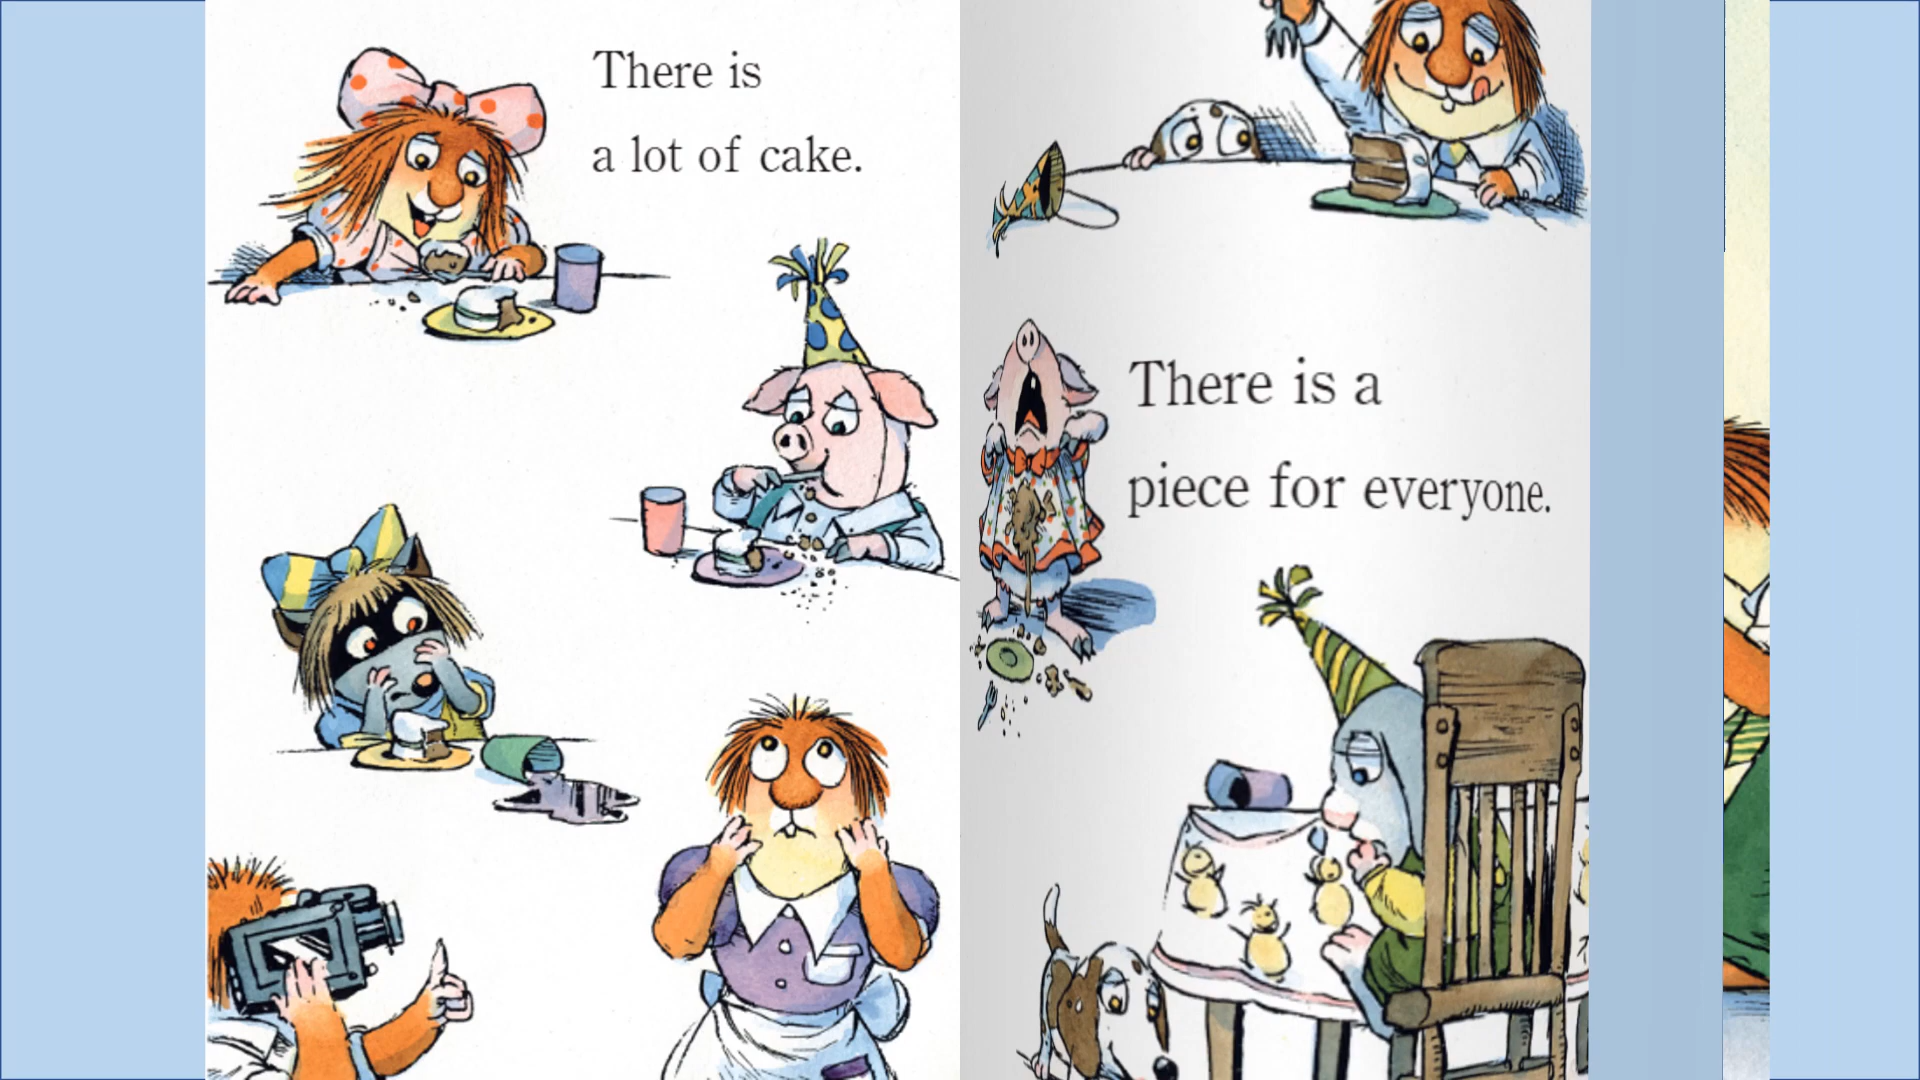 There is
a lot of cake.
There is a
piece for everyone.